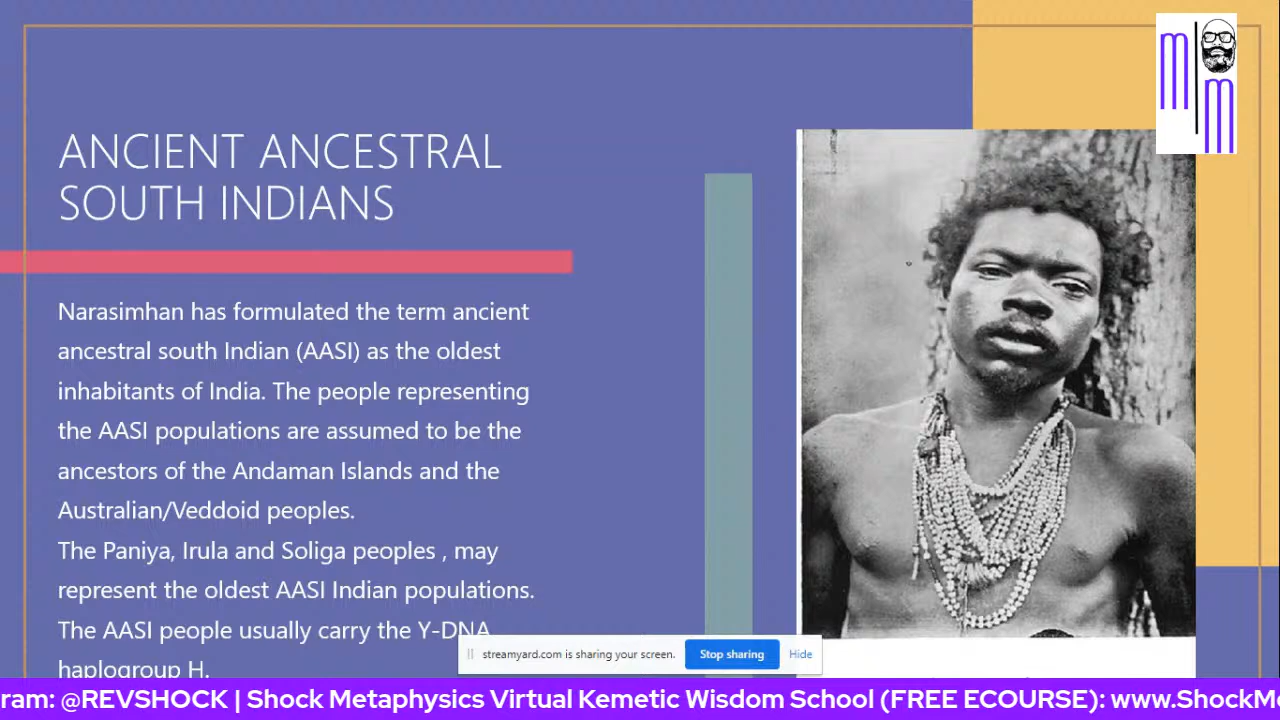 ANCIENT ANCESTRAL
SOUTH INDIANS
Narasimhan has formulated the term ancient
ancestral south Indian (AASI) as the oldest
inhabitants of India. The people representing
the AASI populations are assumed to be the
ancestors of the Andaman Islands and the
Australian/Veddoid peoples.
The Paniya, Irula and Soliga peoples , may
represent the oldest AASI Indian populations.
The AASI people usually carry the Y-DNA
haplogroup H.
m m
streamyard.com is sharing your screen. Stop sharing Hide
ram: @REVSHOCK | Shock Metaphysics Virtual Kemetic Wisdom School (FREE ECOURSE): www.ShockMe